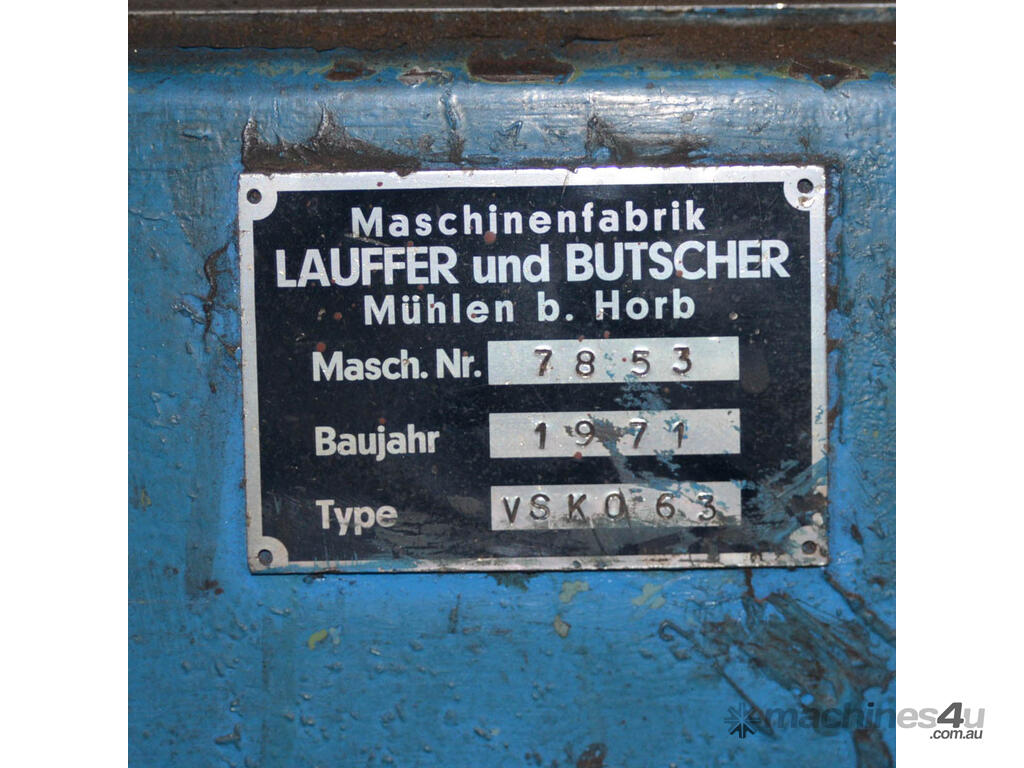 Maschinenfabrik
LAUFFER und BUTSCHER
Mühlen b. Horb
Masch. Nr. 7853
Baujahr 1971
Type VSKO 63
machines4u
.com.au